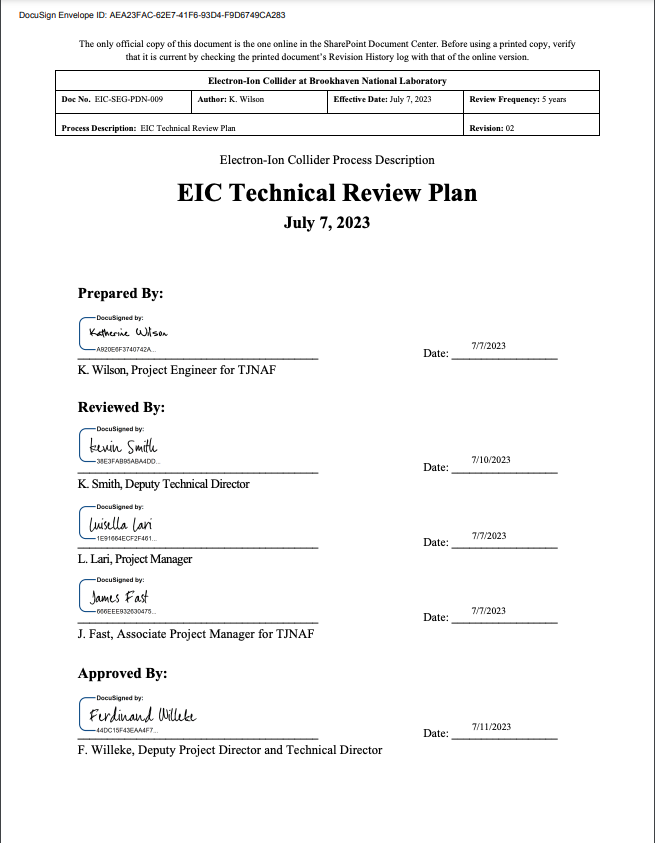 DocuSign Envelope ID: AEA23FAC-62E7-41F6-93D4-F9D6749CA283
The only official copy of this document is the one online in the SharePoint Document Center. Before using a printed copy, verify
that it is current by checking the printed document's Revision History log with that of the online version.
Electron-Ion Collider at Brookhaven National Laboratory
Doc No. EIC-SEG-PDN-009 Author: K. Wilson Effective Date: July 7, 2023 Review Frequency: 5 years
Process Description: EIC Technical Review Plan Revision: 02
Electron-Ion Collider Process Description
EIC Technical Review Plan
July 7, 2023
Prepared By:
DocuSigned by:
Katherine Wilson
A920E6F3740742A...
Date: 7/7/2023
K. Wilson, Project Engineer for TJNAF
Reviewed By:
DocuSigned by:
Kevin Smith
38E3FAB95ABA4DD...
Date: 7/10/2023
K. Smith, Deputy Technical Director
DocuSigned by:
Luisella Lari
1E91664ECF2F461...
Date: 7/7/2023
L. Lari, Project Manager
DocuSigned by:
James Fast
666EEE932630475...
Date: 7/7/2023
J. Fast, Associate Project Manager for TJNAF
Approved By:
DocuSigned by:
Ferdinand Willeke
44DC15F43EAA4F7...
Date: 7/11/2023
F. Willeke, Deputy Project Director and Technical Director